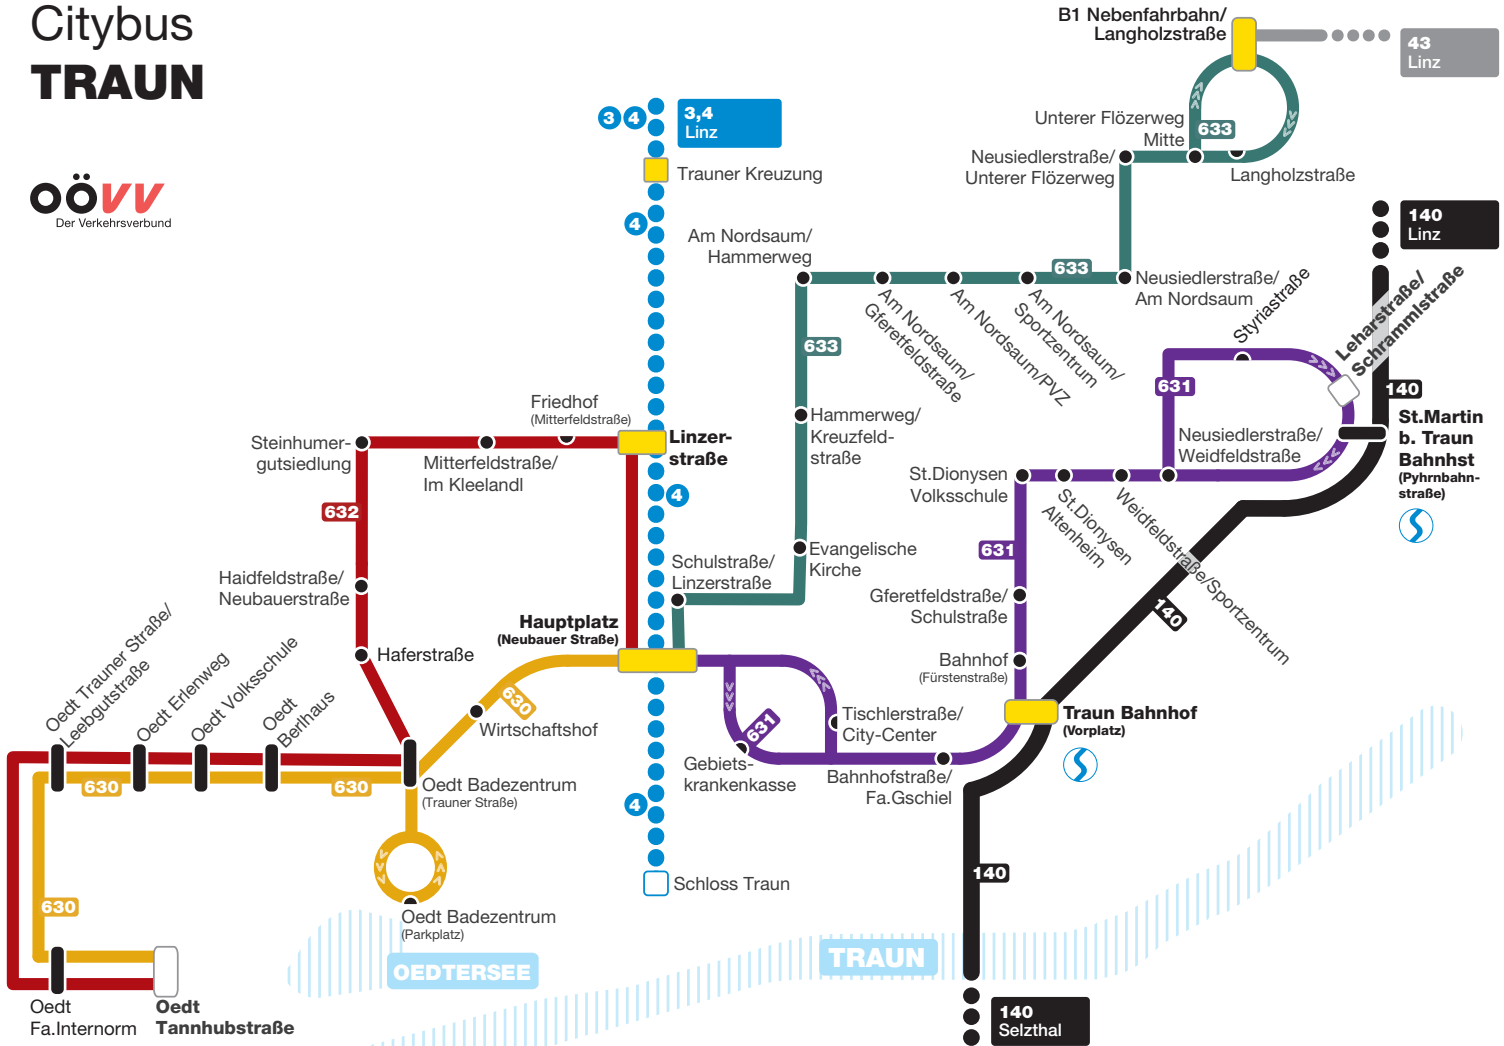 Citybus
TRAUN
OÖVV
Der Verkehrsverbund
B1 Nebenfahrbahn/
Langholzstraße
43
Linz
3
4
3,4
Linz
Trauner Kreuzung
4
Unterer Flözerweg
Mitte
633
Neusiedlerstraße/
Unterer Flözerweg
Langholzstraße
140
Linz
Am Nordsaum/
Hammerweg
633
Neusiedlerstraße/
Am Nordsaum
Am Nordsaum/
Gferetfeldstraße
Am Nordsaum/PVZ
Am Nordsaum/
Sportzentrum
Styriastraße
Leharstraße/
Schrammlstraße
633
631
140
Friedhof
(Mitterfeldstraße)
Steinhumer-
gutsiedlung
Mitterfeldstraße/
Im Kleelandl
Linzer-
straße
Hammerweg/
Kreuzfeld-
straße
St.Martin
b. Traun
Bahnhst
(Pyhrnbahn-
straße)
Neusiedlerstraße/
Weidfeldstraße
St.Dionysen
Volksschule
St.Dionysen
Altenheim
Weidfeldstraße/Sportzentrum
632
4
631
Evangelische
Kirche
Schulstraße/
Linzerstraße
Haidfeldstraße/
Neubauerstraße
Gferetfeldstraße/
Schulstraße
140
Hauptplatz
(Neubauer Straße)
Haferstraße
Bahnhof
(Fürstenstraße)
Oedt Trauner Straße/
Leebgutstraße
Oedt Erlenweg
Oedt Volksschule
Oedt
Berlhaus
630
Wirtschaftshof
631
Tischlerstraße/
City-Center
Traun Bahnhof
(Vorplatz)
Gebiets-
krankenkasse
Bahnhofstraße/
Fa.Gschiel
630
630
Oedt Badezentrum
(Trauner Straße)
4
Schloss Traun
140
630
Oedt Badezentrum
(Parkplatz)
OEDTERSEE
TRAUN
Oedt
Fa.Internorm
Oedt
Tannhubstraße
140
Selzthal